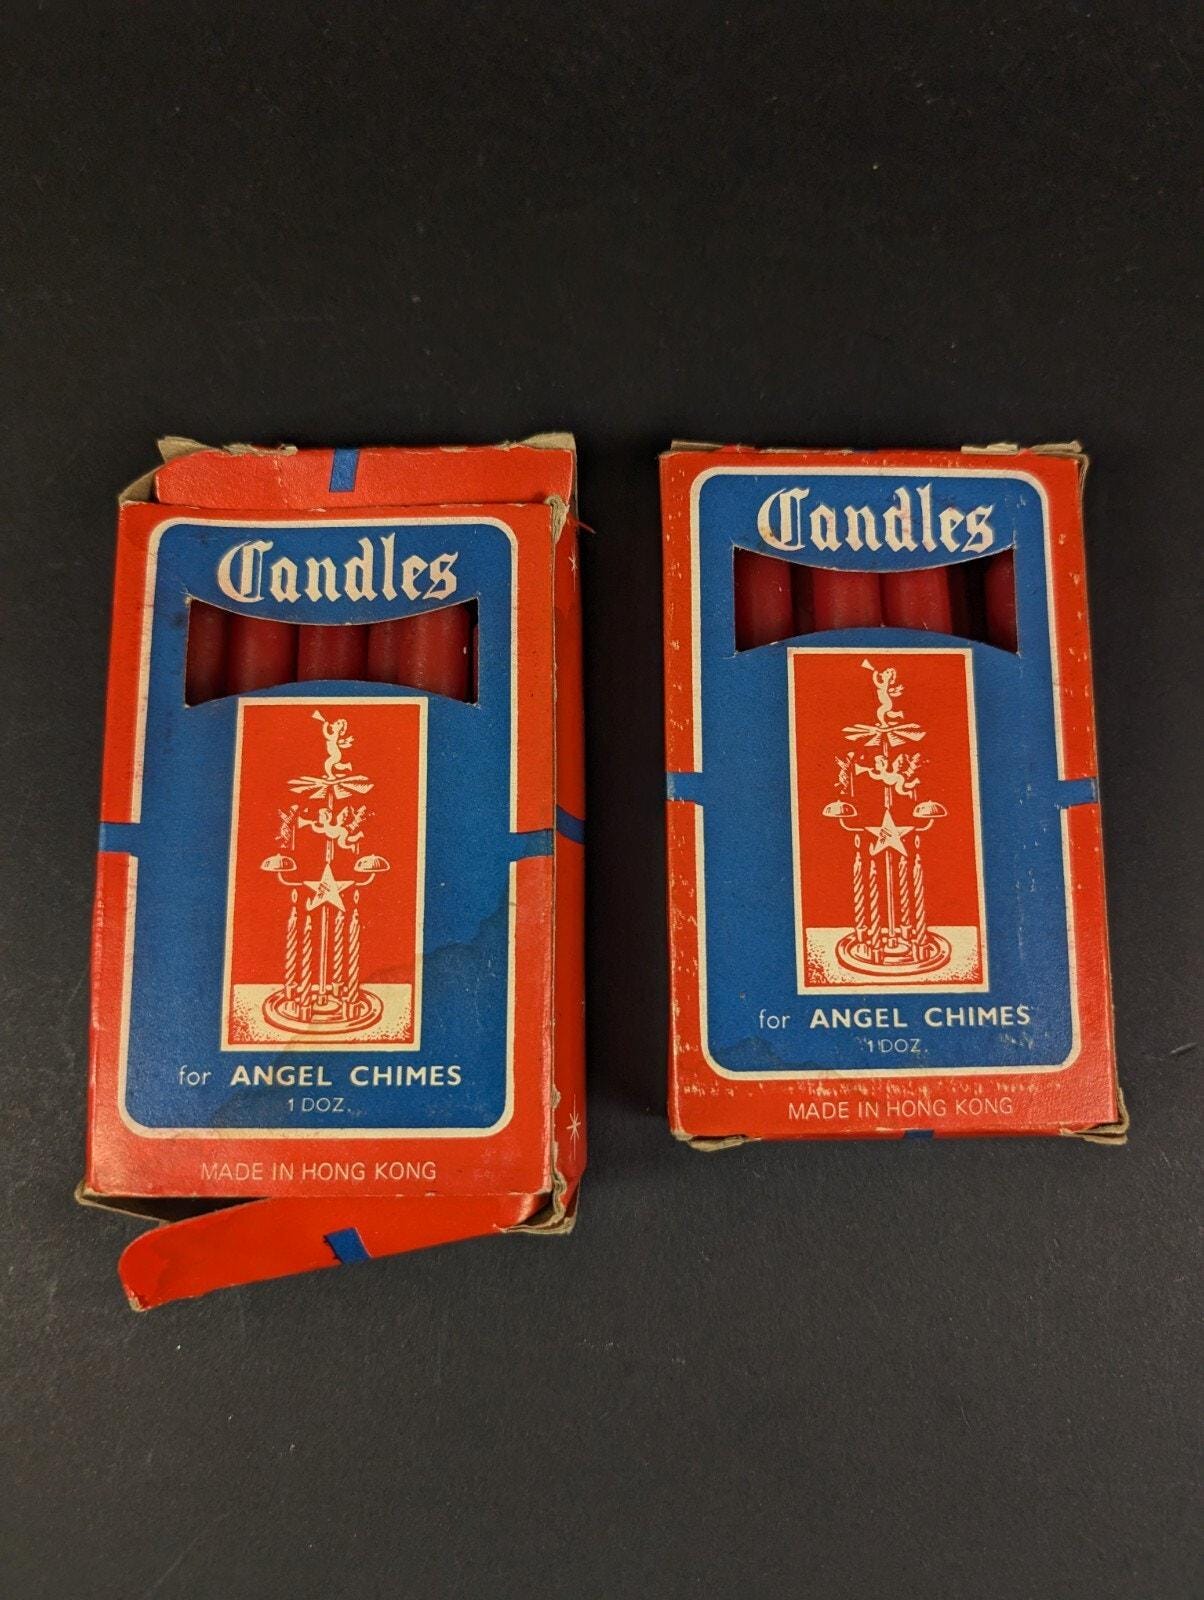 Candles
for ANGEL CHIMES
1 DOZ.
MADE IN HONG KONG
Candles
for ANGEL CHIMES
1 DOZ.
MADE IN HONG KONG